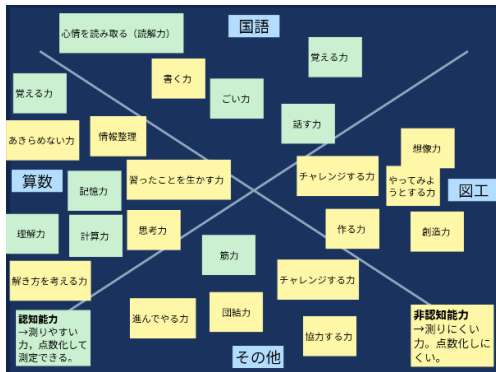 国語
心情を読み取る（読解力）
覚える力
書く力
ごい力
話す力
覚える力
あきらめない力
情報整理
算数
記憶力
習ったことを生かす力
理解力
計算力
思考力
解き方を考える力
想像力
チャレンジする力
やってみよ
うとする力
図工
作る力
創造力
筋力
チャレンジする力
進んでやる力
団結力
協力する力
その他
認知能力
→測りやすい
力，点数化して
測定できる。
非認知能力
→測りにくい
力。点数化しに
くい。